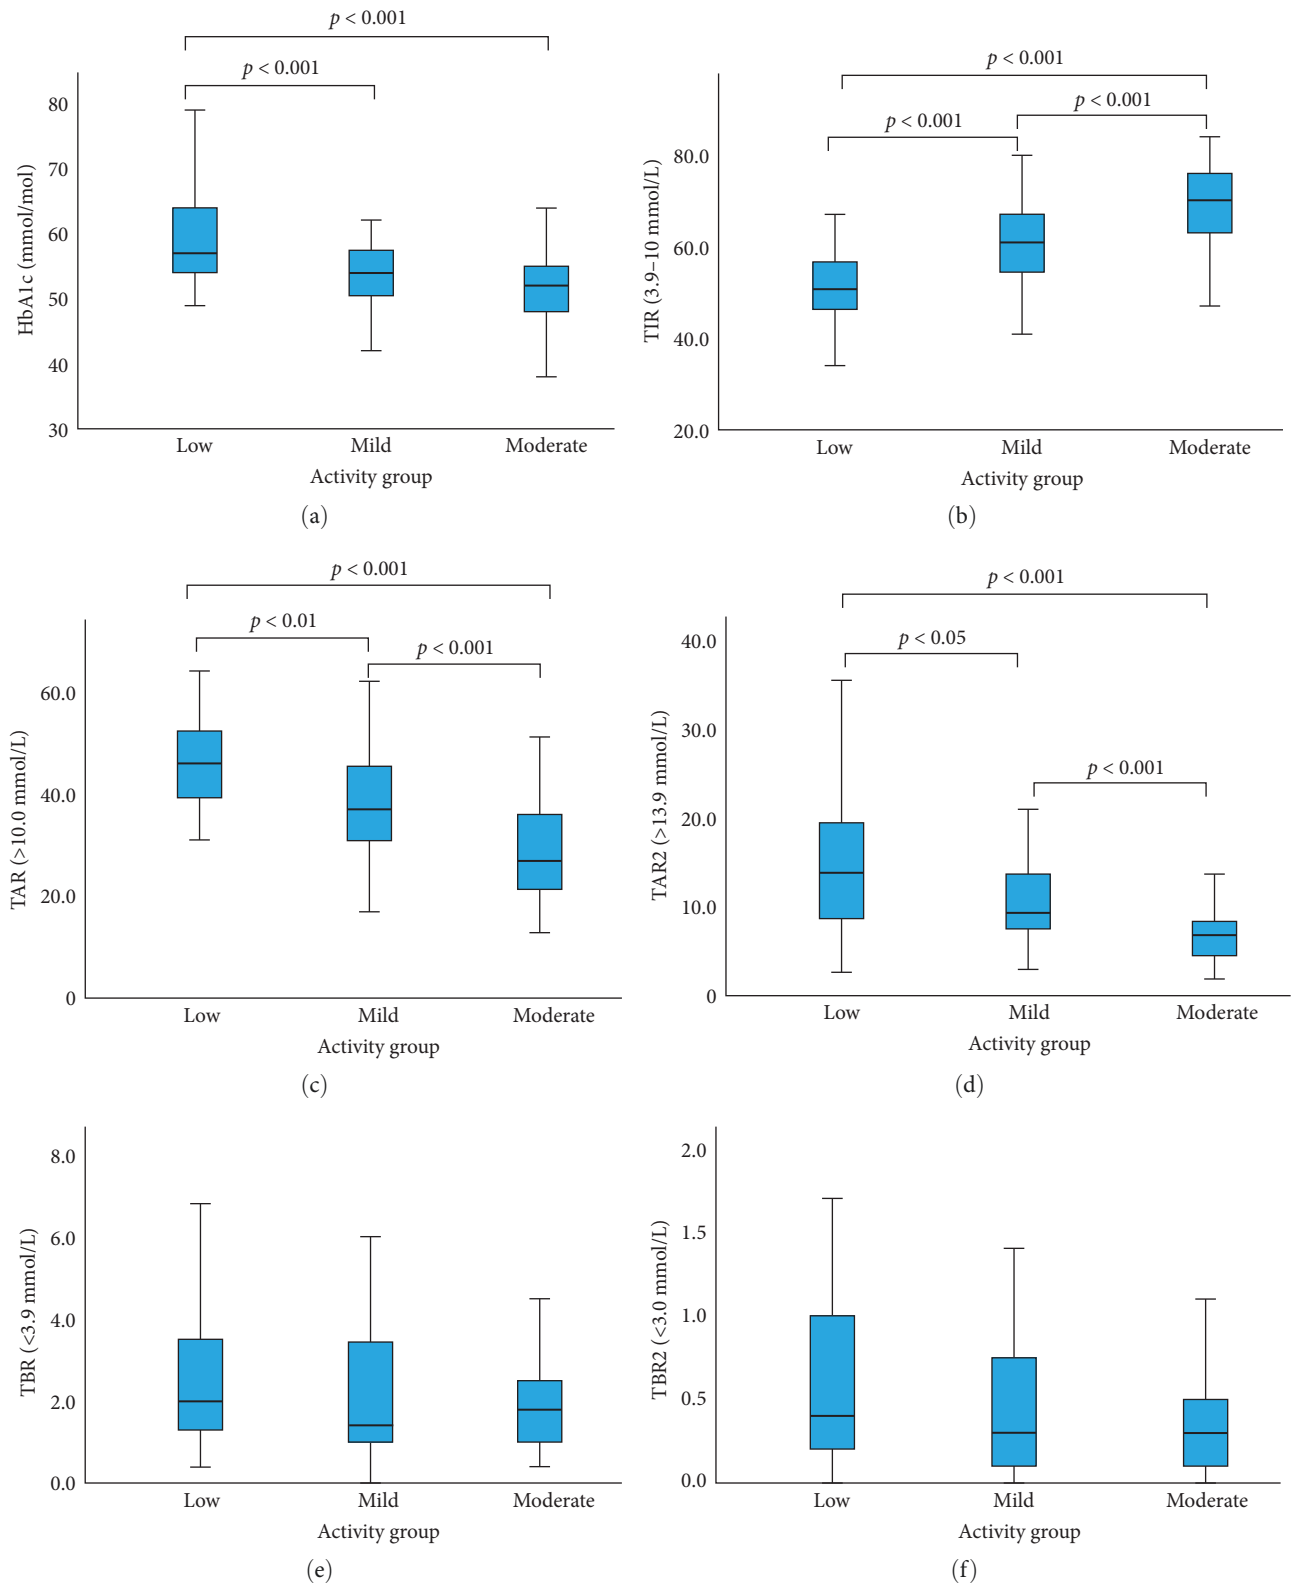 p < 0.001
p < 0.001
80
70
60
50
40
30
HbA1c (mmol/mol)
Low Mild Moderate
Activity group
(a)
p < 0.001
p < 0.001
p < 0.001
80.0
60.0
40.0
20.0
TIR (3.9–10 mmol/L)
Low Mild Moderate
Activity group
(b)
p < 0.001
p < 0.01
p < 0.001
60.0
40.0
20.0
0
TAR (>10.0 mmol/L)
Low Mild Moderate
Activity group
(c)
p < 0.001
p < 0.05
p < 0.001
40.0
30.0
20.0
10.0
0
TAR2 (>13.9 mmol/L)
Low Mild Moderate
Activity group
(d)
8.0
6.0
4.0
2.0
0.0
TBR (<3.9 mmol/L)
Low Mild Moderate
Activity group
(e)
2.0
1.5
1.0
0.5
0.0
TBR2 (<3.0 mmol/L)
Low Mild Moderate
Activity group
(f)